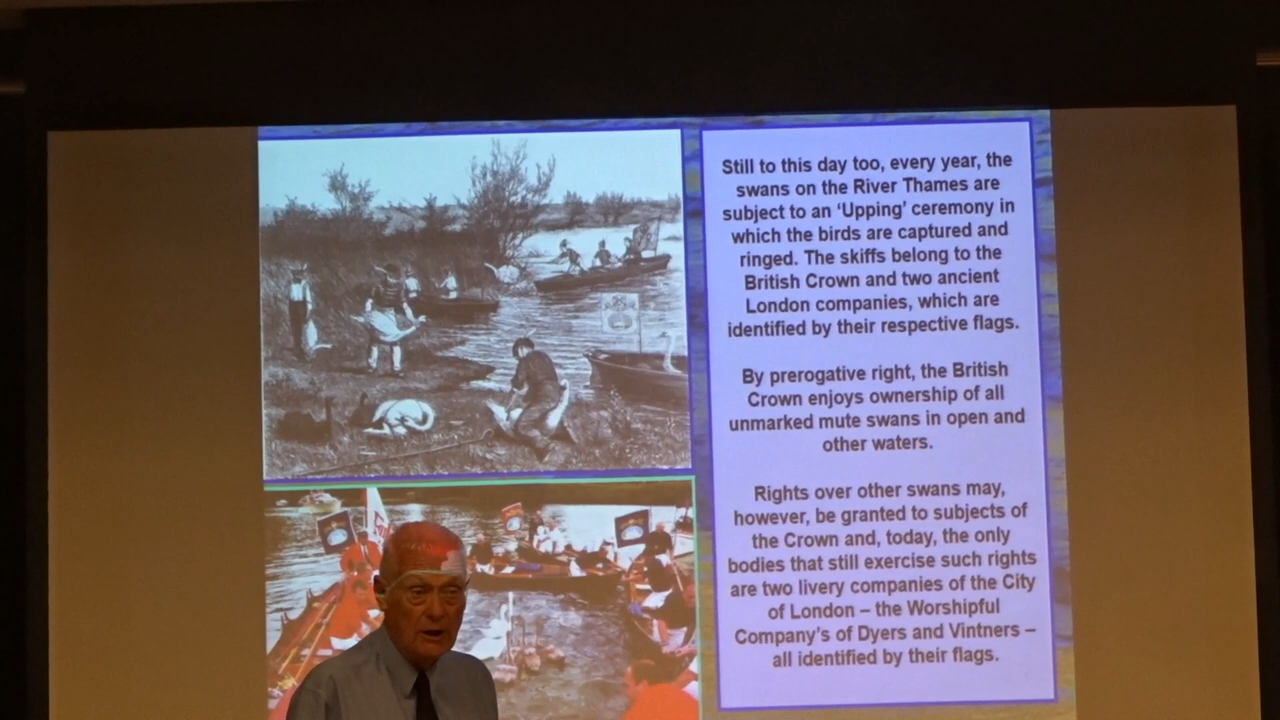 Still to this day too, every year, the
swans on the River Thames are
subject to an ‘Upping’ ceremony in
which the birds are captured and
ringed. The skiffs belong to the
British Crown and two ancient
London companies, which are
identified by their respective flags.
By prerogative right, the British
Crown enjoys ownership of all
unmarked mute swans in open and
other waters.
Rights over other swans may,
however, be granted to subjects of
the Crown and, today, the only
bodies that still exercise such rights
are two livery companies of the City
of London – the Worshipful
Company’s of Dyers and Vintners –
all identified by their flags.